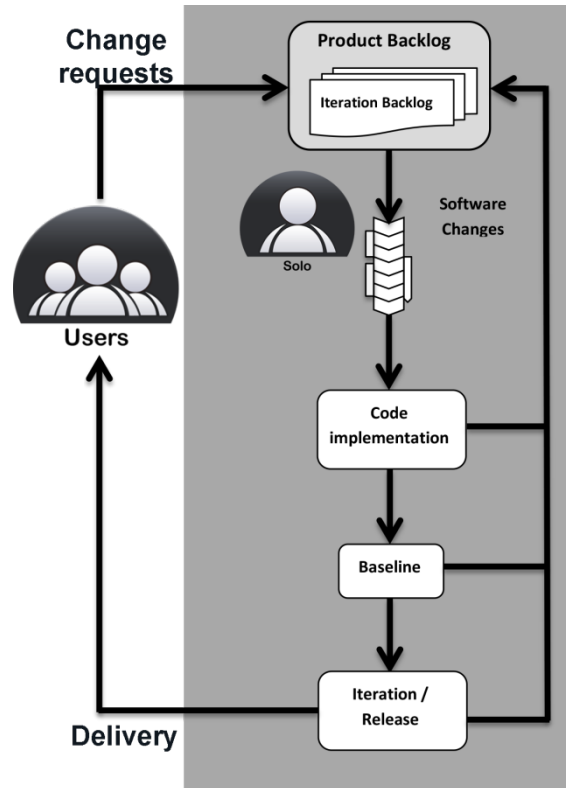 Change
requests
Product Backlog
Iteration Backlog
Solo
Software
Changes
Users
Code
implementation
Baseline
Iteration /
Release
Delivery